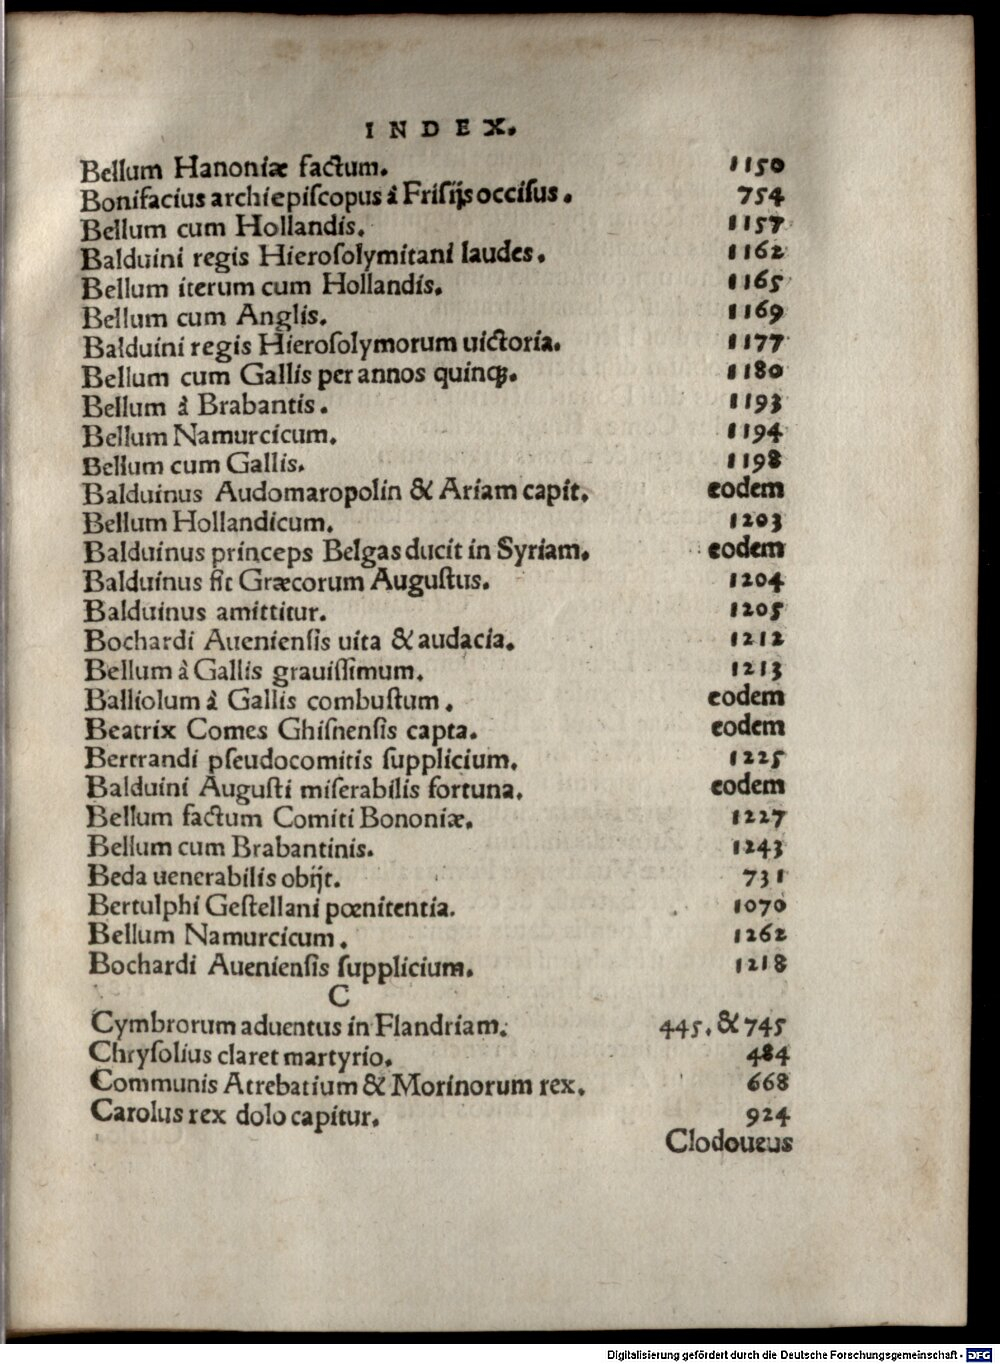 INDEX.
Bellum Hanoniæ factum. 1150
Bonifacius archiepiſcopus â Friſijs occiſus. 754
Bellum cum Hollandis. 1157
Balduini regis Hieroſolymitani laudes. 1162
Bellum iterum cum Hollandis. 1165
Bellum cum Anglis. 1169
Balduini regis Hieroſolymorum uictoria. 1177
Bellum cum Gallis per annos quinqꝫ. 1180
Bellum â Brabantis. 1193
Bellum Namurcicum. 1194
Bellum cum Gallis. 1198
Balduinus Audomaropolin & Ariam capit. eodem
Bellum Hollandicum. 1203
Balduinus princeps Belgas ducit in Syriam. eodem
Balduinus fit Græcorum Auguſtus. 1204
Balduinus amittitur. 1205
Bochardi Auenienſis uita & audacia. 1212
Bellum â Gallis grauiſſimum. 1213
Balliolum â Gallis combuſtum. eodem
Beatrix Comes Ghiſnenſis capta. eodem
Bertrandi pſeudocomitis ſupplicium. 1225
Balduini Auguſti miſerabilis fortuna. eodem
Bellum factum Comiti Bononiæ. 1227
Bellum cum Brabantinis. 1243
Beda uenerabilis obijt. 731
Bertulphi Geſtellani pœnitentia. 1070
Bellum Namurcicum. 1262
Bochardi Auenienſis ſupplicium. 1218
C
Cymbrorum aduentus in Flandriam. 445. & 745
Chryſolius claret martyrio. 484
Communis Atrebatium & Morinorum rex. 668
Carolus rex dolo capitur. 924
Clodoueus
Digitalisierung gefördert durch die Deutsche Forschungsgemeinschaft - DFG